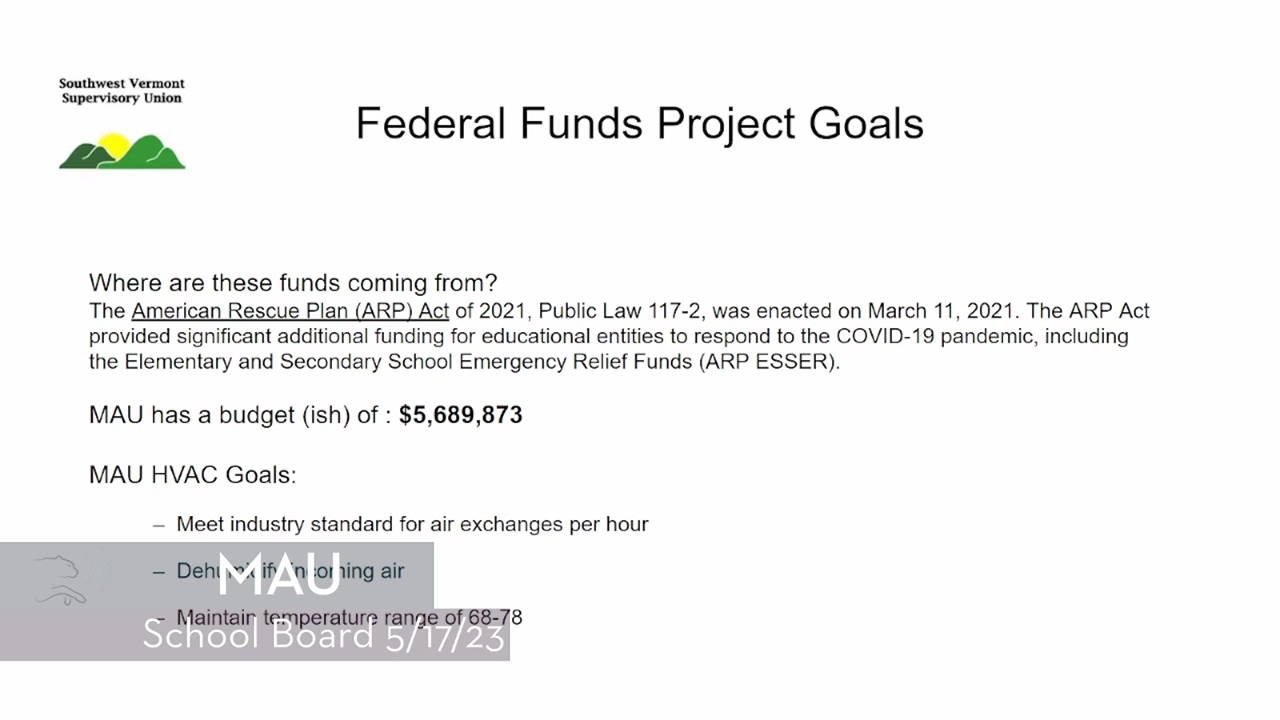 Southwest Vermont
Supervisory Union
Federal Funds Project Goals
Where are these funds coming from?
The American Rescue Plan (ARP) Act of 2021, Public Law 117-2, was enacted on March 11, 2021. The ARP Act
provided significant additional funding for educational entities to respond to the COVID-19 pandemic, including
the Elementary and Secondary School Emergency Relief Funds (ARP ESSER).
MAU has a budget (ish) of : $5,689,873
MAU HVAC Goals:
– Meet industry standard for air exchanges per hour
– Dehumidify incoming air
– Maintain temperature range of 68-78
MAU
School Board 5/17/23